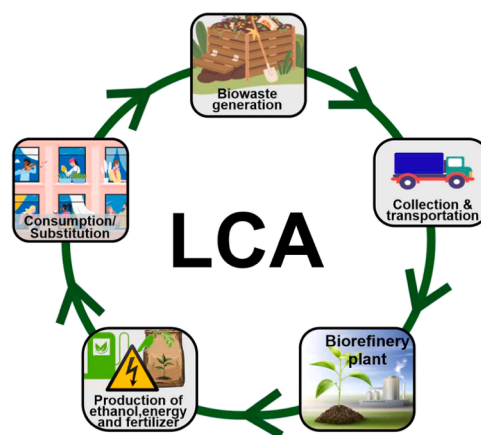 Biowaste
generation
Collection &
transportation
Consumption/
Substitution
LCA
Biorefinery
plant
Production of
ethanol,energy
and fertilizer